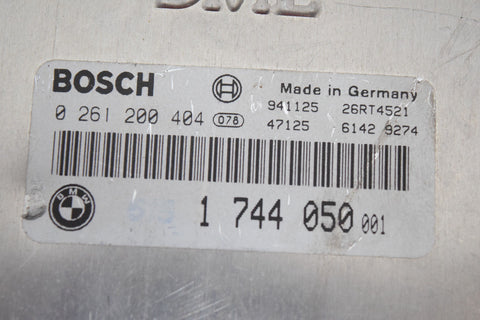 DME
BOSCH
Made in Germany
941125 26RT4521
0 261 200 404 078
47125 6142 9274
BMW
1 744 050 001